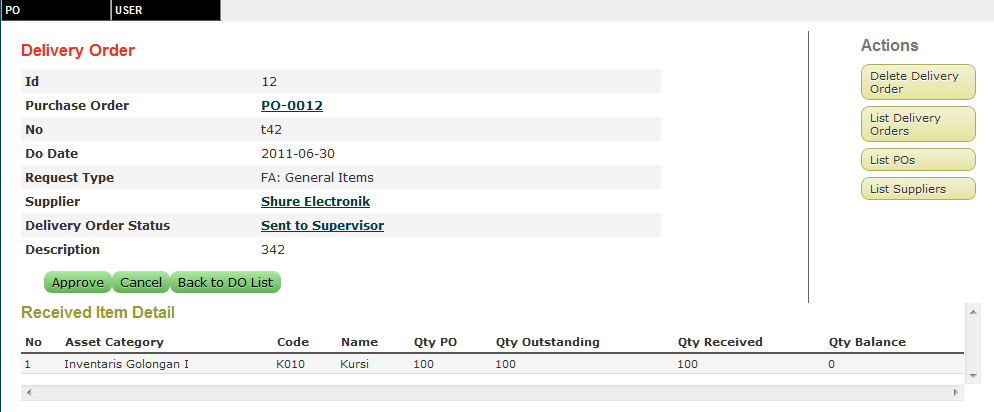 PO USER
Delivery Order
Id 12
Purchase Order PO-0012
No t42
Do Date 2011-06-30
Request Type FA: General Items
Supplier Shure Electronik
Delivery Order Status Sent to Supervisor
Description 342
Approve Cancel Back to DO List
Actions
Delete Delivery
Order
List Delivery
Orders
List POs
List Suppliers
Received Item Detail
No Asset Category Code Name Qty PO Qty Outstanding Qty Received Qty Balance
1 Inventaris Golongan I K010 Kursi 100 100 100 0